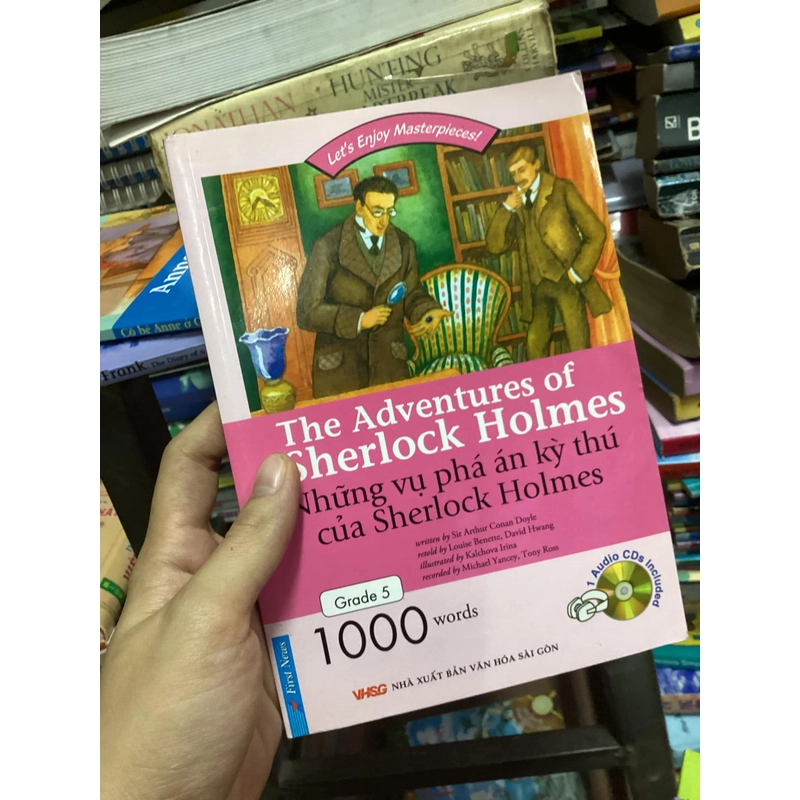 JONATHAN
HUNTING
MISTER
HEARTBREAK
Let's Enjoy Masterpieces!
Anne
Cô bé Anne
Frank The Diary of
The Adventures of
Sherlock Holmes
Những vụ phá án kỳ thú
của Sherlock Holmes
written by Sir Arthur Conan Doyle
retold by Louise Benette, David Hwang
illustrated by Kalchova Irina
recorded by Michael Yancey, Tony Ross
1 Audio CDs included
Grade 5
1000 words
First News
VHSG NHÀ XUẤT BẢN VĂN HÓA SÀI GÒN